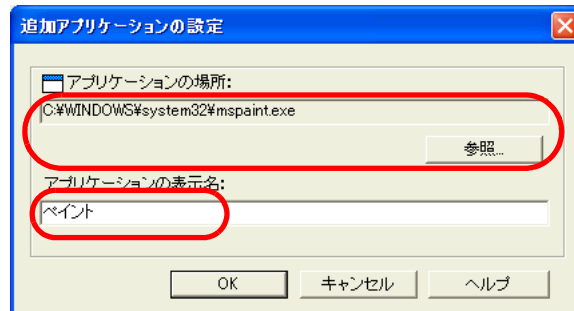 追加アプリケーションの設定
アプリケーションの場所:
C:¥WINDOWS¥system32¥mspaint.exe
参照...
アプリケーションの表示名:
ペイント
OK キャンセル ヘルプ